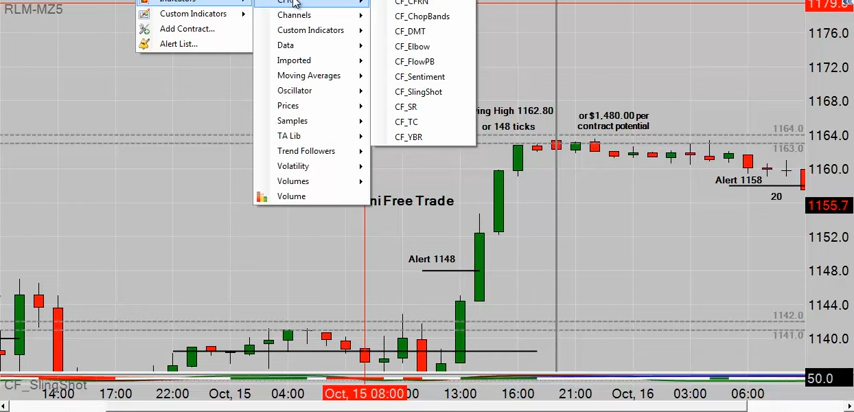 RLM-MZ5
Indicators
Custom Indicators
Add Contract...
Alert List...
Channels
Custom Indicators
Data
Imported
Moving Averages
Oscillator
Prices
Samples
TA Lib
Trend Followers
Volatility
Volumes
Volume
CF_CFRN
CF_ChopBands
CF_DMT
CF_Elbow
CF_FlowPB
CF_Sentiment
CF_SlingShot
CF_SR
CF_TC
CF_YBR
High 1162.80
or 148 ticks
or $1,480.00 per
contract potential
1164.0
1163.0
Alert 1158
20
Free Trade
Alert 1148
1142.0
1141.0
1179.5
1176.0
1172.0
1168.0
1164.0
1160.0
1155.7
1152.0
1148.0
1144.0
1140.0
50.0
CF_SlingShot
14:00
17:00
22:00
Oct, 15
04:00
Oct, 15 08:00
:00
13:00
16:00
19:00
21:00
Oct, 16
03:00
06:00